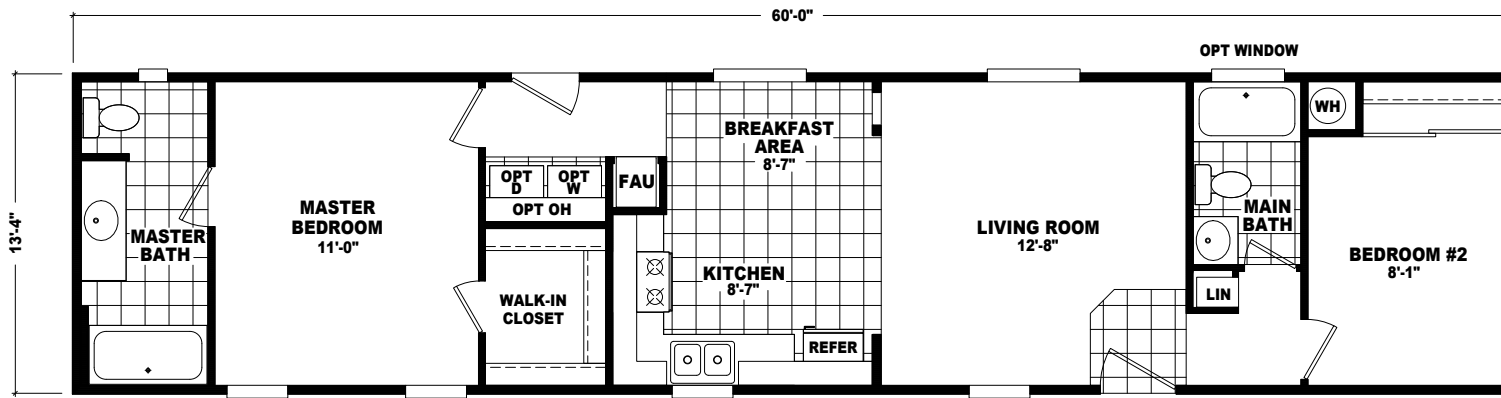 60'-0"
OPT WINDOW
13'-4"
MASTER
BATH
MASTER
BEDROOM
11'-0"
OPT
D
OPT
W
OPT OH
FAU
WALK-IN
CLOSET
BREAKFAST
AREA
8'-7"
KITCHEN
8'-7"
REFER
LIVING ROOM
12'-8"
MAIN
BATH
LIN
WH
BEDROOM #2
8'-1"